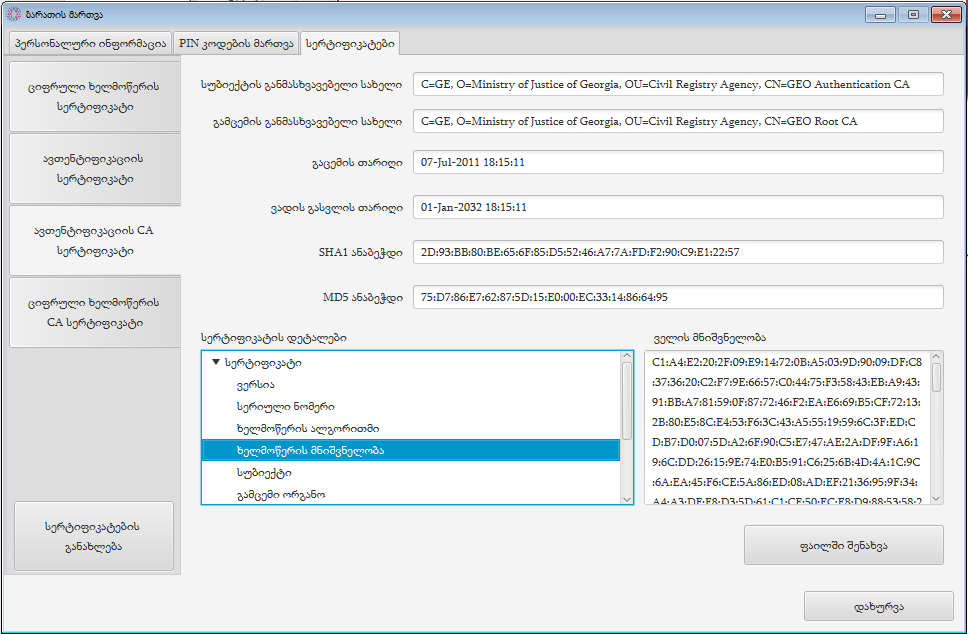 ბარათის მართვა
პერსონალური ინფორმაცია
PIN კოდების მართვა
სერტიფიკატები
ციფრული ხელმოწერის
სერტიფიკატი
ავთენტიფიკაციის
სერტიფიკატი
ავთენტიფიკაციის CA
სერტიფიკატი
ციფრული ხელმოწერის
CA სერტიფიკატი
სერტიფიკატების
განახლება
სუბიექტის განმასხვავებელი სახელი
C=GE, O=Ministry of Justice of Georgia, OU=Civil Registry Agency, CN=GEO Authentication CA
გამცემის განმასხვავებელი სახელი
C=GE, O=Ministry of Justice of Georgia, OU=Civil Registry Agency, CN=GEO Root CA
გაცემის თარიღი
07-Jul-2011 18:15:11
ვადის გასვლის თარიღი
01-Jan-2032 18:15:11
SHA1 ანაბეჭდი
2D:93:BB:80:BE:65:6F:85:D5:52:46:A7:7A:FD:F2:90:C9:E1:22:57
MD5 ანაბეჭდი
75:D7:86:E7:62:87:5D:15:E0:00:EC:33:14:86:64:95
სერტიფიკატის დეტალები
სერტიფიკატი
ვერსია
სერიული ნომერი
ხელმოწერის ალგორითმი
ხელმოწერის მნიშვნელობა
სუბიექტი
გამცემი ორგანო
ველის მნიშვნელობა
C1:A4:E2:20:2F:09:E9:14:72:0B:A5:03:9D:90:09:DF:C8
:37:36:20:C2:F7:9E:66:57:C0:44:75:F3:58:43:EB:A9:43:
91:BB:A7:81:59:0F:87:72:46:F2:EA:E6:69:B5:CF:72:13:
2B:80:E5:8C:E4:53:F6:3C:43:A5:55:19:59:6C:3F:ED:C
D:B7:D0:07:5D:A2:6F:90:C5:E7:47:AE:2A:DF:9F:A6:1
9:6C:DD:26:15:9E:74:E0:B5:91:C6:25:6B:4D:4A:1C:9C
:6A:EA:45:F6:CE:5A:86:ED:08:AD:EF:21:36:95:9F:34:
A4:A3:DF:F8:D3:5D:61:C1:CF:50:FC:F8:D9:88:53:58:2
ფაილში შენახვა
დახურვა